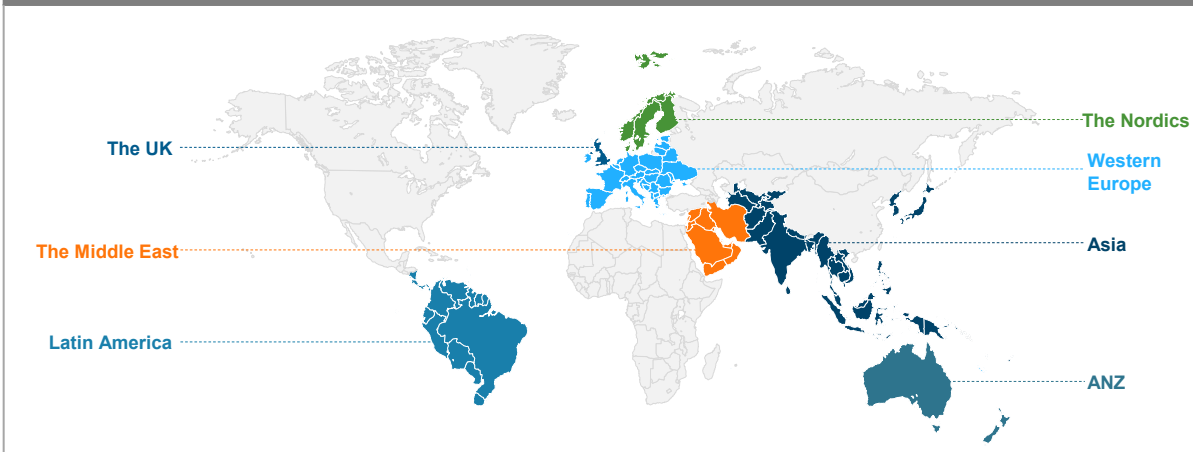 The Nordics
The UK
Western
Europe
Asia
The Middle East
Latin America
ANZ